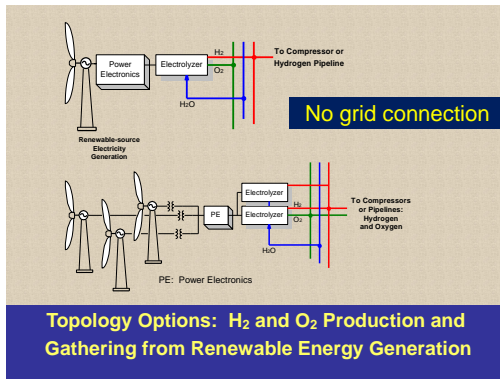 Power
Electronics
Electrolyzer
H₂
O₂
To Compressor or
Hydrogen Pipeline
H₂O
No grid connection
Renewable-source
Electricity
Generation
Electrolyzer
PE
Electrolyzer
H₂
O₂
To Compressors
or Pipelines:
Hydrogen
and Oxygen
H₂O
PE: Power Electronics
Topology Options: H₂ and O₂ Production and
Gathering from Renewable Energy Generation